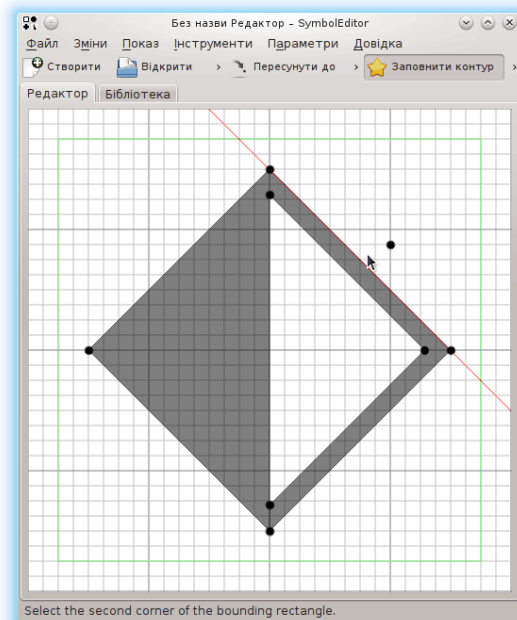 Без назви Редактор – SymbolEditor
Файл Зміни Показ Інструменти Параметри Довідка
Створити Відкрити Пересунути до Заповнити контур
Редактор Бібліотека
Select the second corner of the bounding rectangle.